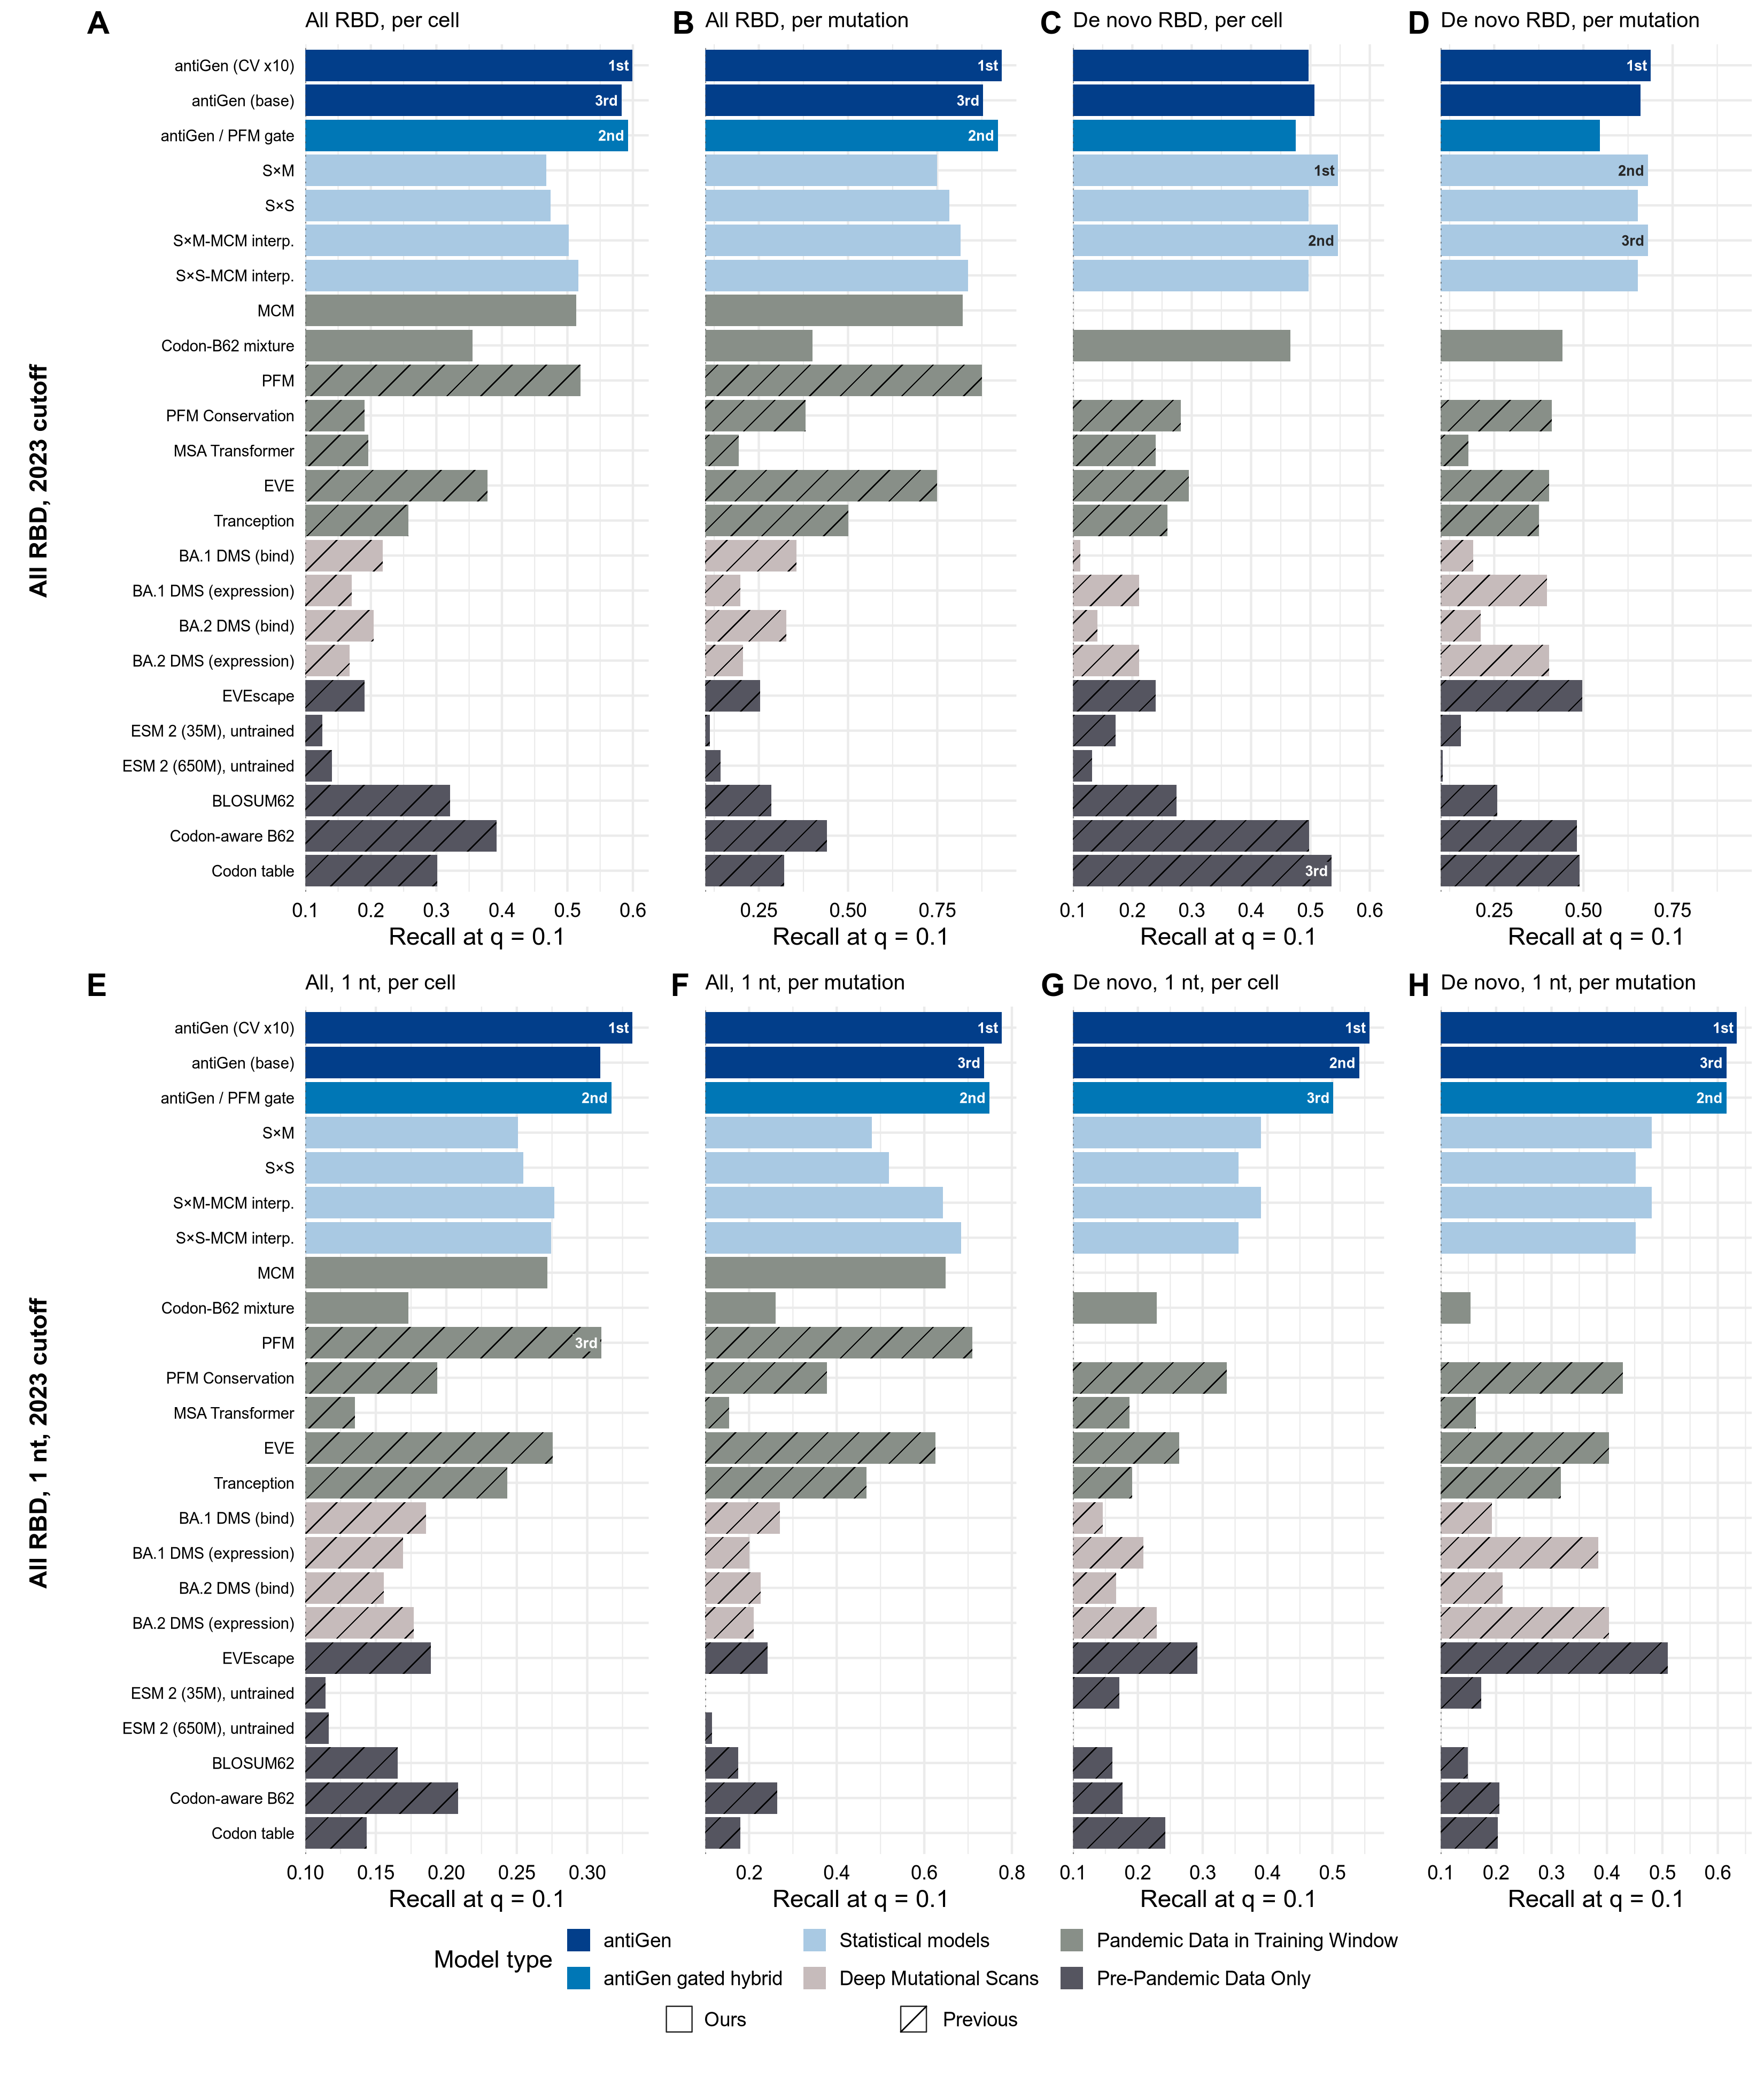 A All RBD, per cell
B All RBD, per mutation
C De novo RBD, per cell
D De novo RBD, per mutation
All RBD, 2023 cutoff
antiGen (CV x10)
antiGen (base)
antiGen / PFM gate
S×M
S×S
S×M-MCM interp.
S×S-MCM interp.
MCM
Codon-B62 mixture
PFM
PFM Conservation
MSA Transformer
EVE
Tranception
BA.1 DMS (bind)
BA.1 DMS (expression)
BA.2 DMS (bind)
BA.2 DMS (expression)
EVEscape
ESM 2 (35M), untrained
ESM 2 (650M), untrained
BLOSUM62
Codon-aware B62
Codon table
1st
3rd
2nd
0.1 0.2 0.3 0.4 0.5 0.6
Recall at q = 0.1
1st
3rd
2nd
0.25 0.50 0.75
Recall at q = 0.1
1st
2nd
3rd
0.1 0.2 0.3 0.4 0.5 0.6
Recall at q = 0.1
1st
2nd
3rd
0.25 0.50 0.75
Recall at q = 0.1
E All, 1 nt, per cell
F All, 1 nt, per mutation
G De novo, 1 nt, per cell
H De novo, 1 nt, per mutation
All RBD, 1 nt, 2023 cutoff
antiGen (CV x10)
antiGen (base)
antiGen / PFM gate
S×M
S×S
S×M-MCM interp.
S×S-MCM interp.
MCM
Codon-B62 mixture
PFM
PFM Conservation
MSA Transformer
EVE
Tranception
BA.1 DMS (bind)
BA.1 DMS (expression)
BA.2 DMS (bind)
BA.2 DMS (expression)
EVEscape
ESM 2 (35M), untrained
ESM 2 (650M), untrained
BLOSUM62
Codon-aware B62
Codon table
1st
2nd
3rd
0.10 0.15 0.20 0.25 0.30
Recall at q = 0.1
1st
3rd
2nd
0.2 0.4 0.6 0.8
Recall at q = 0.1
1st
2nd
3rd
0.1 0.2 0.3 0.4 0.5
Recall at q = 0.1
1st
3rd
2nd
0.1 0.2 0.3 0.4 0.5 0.6
Recall at q = 0.1
Model type
antiGen
Statistical models
Pandemic Data in Training Window
antiGen gated hybrid
Deep Mutational Scans
Pre-Pandemic Data Only
Ours
Previous